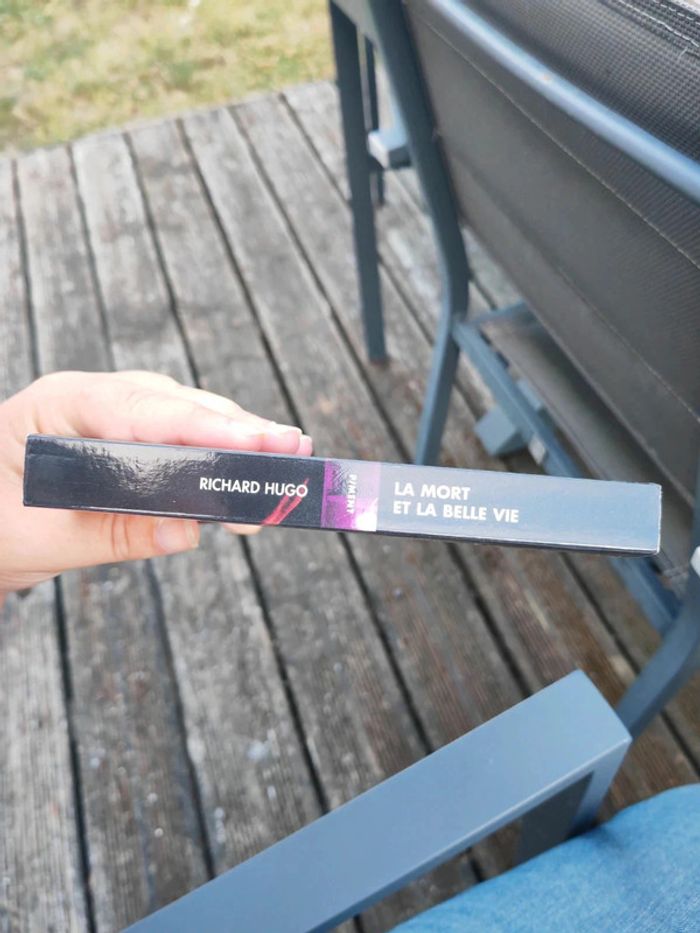 RICHARD HUGO
PIMENT
LA MORT
ET LA BELLE VIE